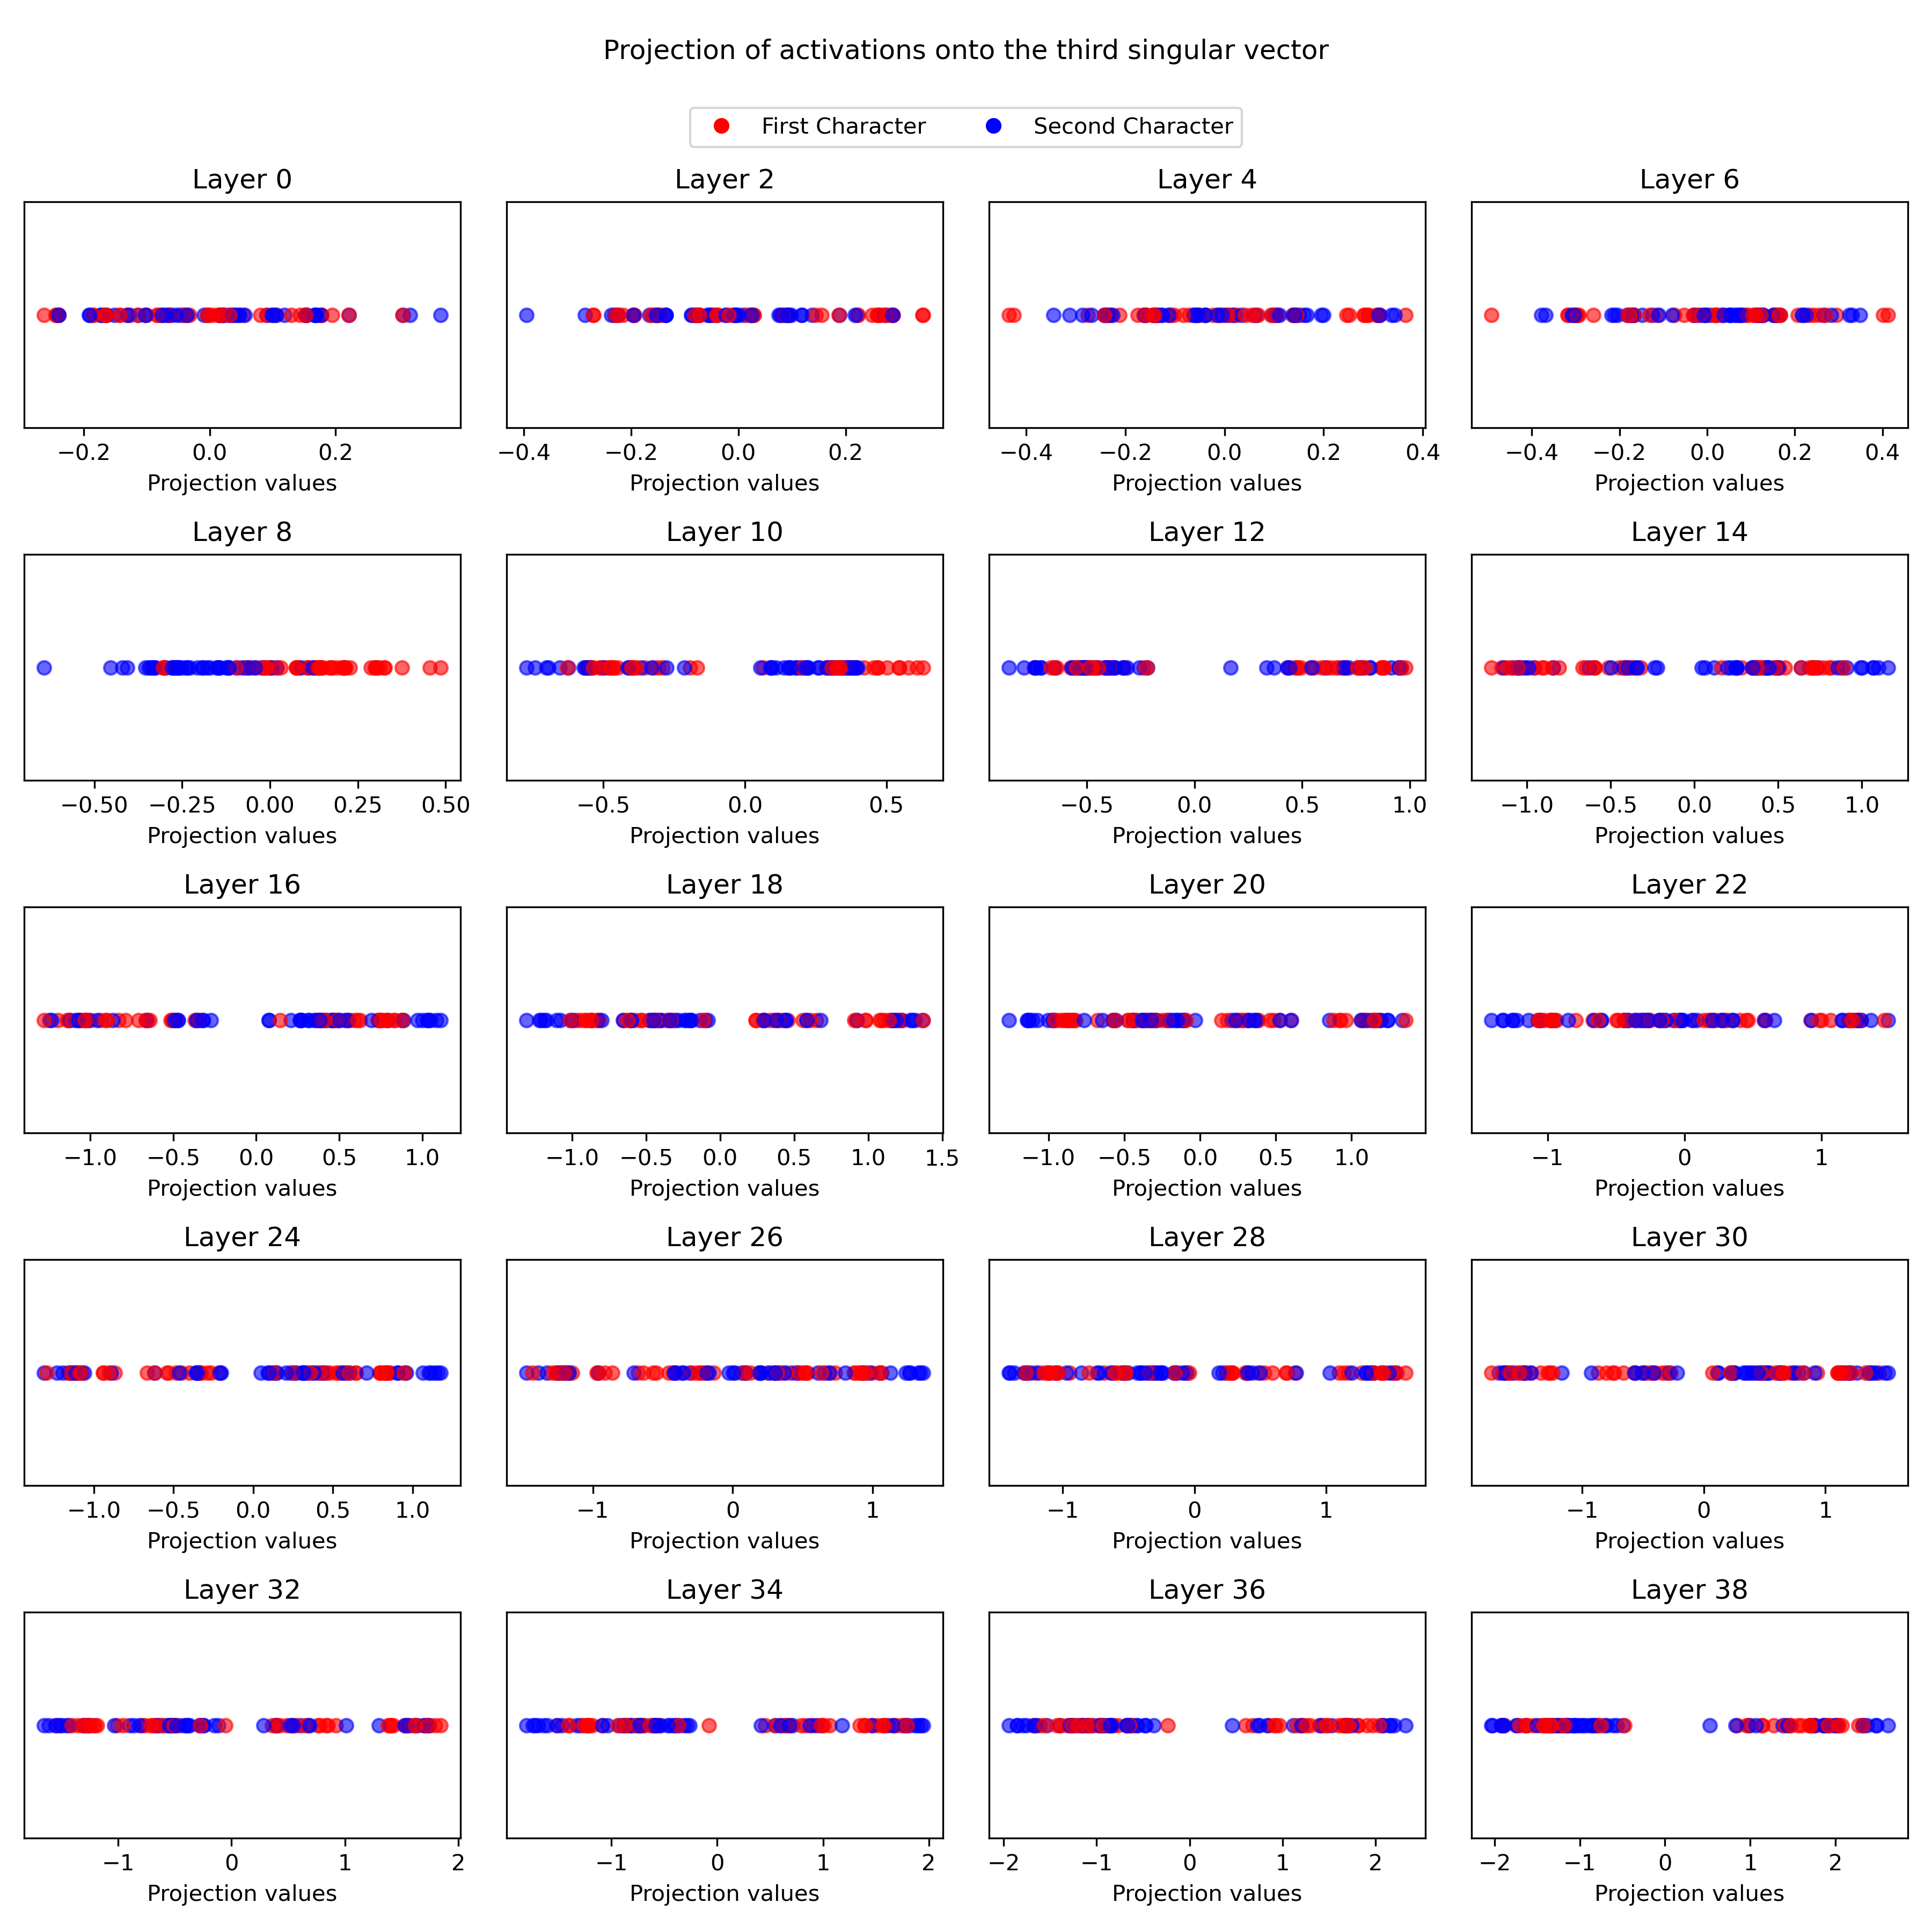 Projection of activations onto the third singular vector
First Character Second Character
Layer 0 Layer 2 Layer 4 Layer 6
−0.2 0.0 0.2 −0.4 −0.2 0.0 0.2 −0.4 −0.2 0.0 0.2 0.4 −0.4 −0.2 0.0 0.2 0.4
Projection values Projection values Projection values Projection values
Layer 8 Layer 10 Layer 12 Layer 14
−0.50 −0.25 0.00 0.25 0.50 −0.5 0.0 0.5 −0.5 0.0 0.5 1.0 −1.0 −0.5 0.0 0.5 1.0
Projection values Projection values Projection values Projection values
Layer 16 Layer 18 Layer 20 Layer 22
−1.0 −0.5 0.0 0.5 1.0 −1.0 −0.5 0.0 0.5 1.0 1.5 −1.0 −0.5 0.0 0.5 1.0 −1 0 1
Projection values Projection values Projection values Projection values
Layer 24 Layer 26 Layer 28 Layer 30
−1.0 −0.5 0.0 0.5 1.0 −1 0 1 −1 0 1 −1 0 1
Projection values Projection values Projection values Projection values
Layer 32 Layer 34 Layer 36 Layer 38
−1 0 1 2 −1 0 1 2 −2 −1 0 1 2 −2 −1 0 1 2
Projection values Projection values Projection values Projection values